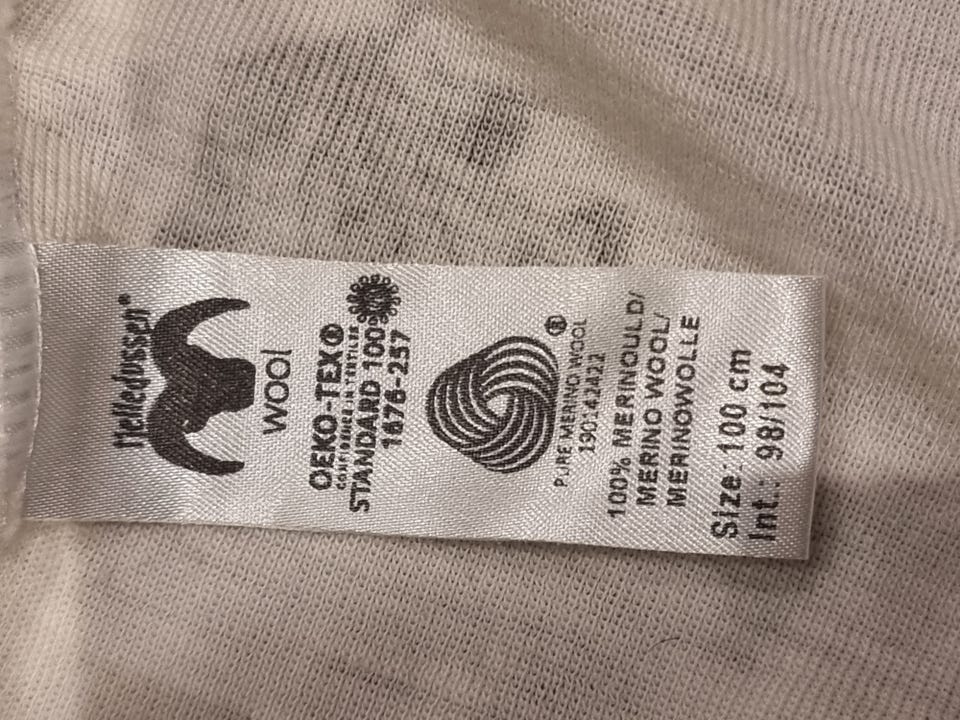 Helledussen®
WOOL
OEKO-TEX®
CONFIDENCE IN TEXTILES
STANDARD 100
1676-257
®
PURE MERINO WOOL
190142422
100% MERINOULD/
MERINO WOOL/
MERINOWOLLE
Size: 100 cm
Int.: 98/104